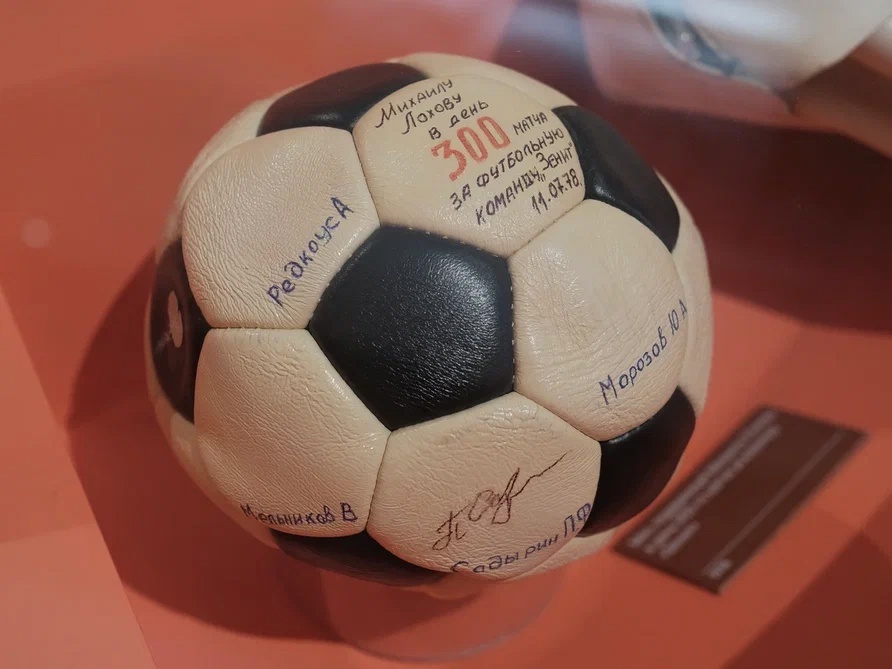 Михаилу
Лохову
в день
300 матча
за футбольную
команду „Зенит"
11.07.78.
Редкоус А
Морозов Ю А
Мельников В
Садырин П.Ф